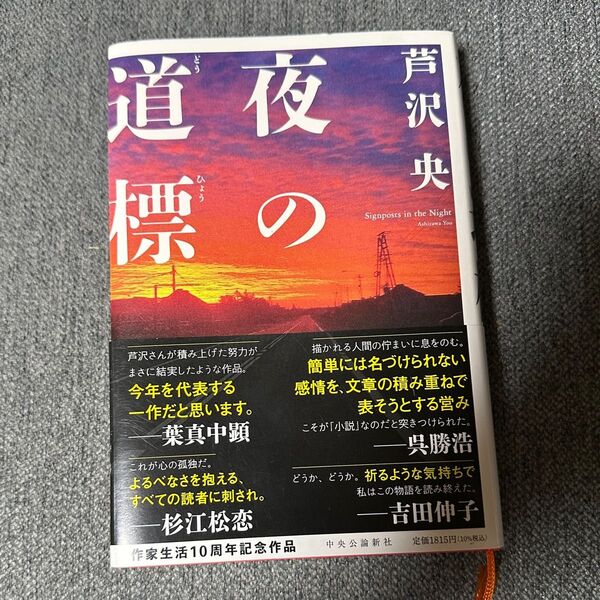 芦沢央
夜の
道標
どう
ひょう
Signposts in the Night
Ashizawa You
描かれる人間の佇まいに息をのむ。
簡単には名づけられない
感情を、文章の積み重ねで
表そうとする営み
こそが「小説」なのだと突きつけられた。
──呉勝浩
芦沢さんが積み上げた努力が
まさに結実したような作品。
今年を代表する
一作だと思います。
──葉真中顕
どうか、どうか。祈るような気持ちで
私はこの物語を読み終えた。
──吉田伸子
これが心の孤独だ。
よるべなさを抱える、
すべての読者に刺され。
──杉江松恋
作家生活10周年記念作品
中央公論新社
定価1815円(10%税込)